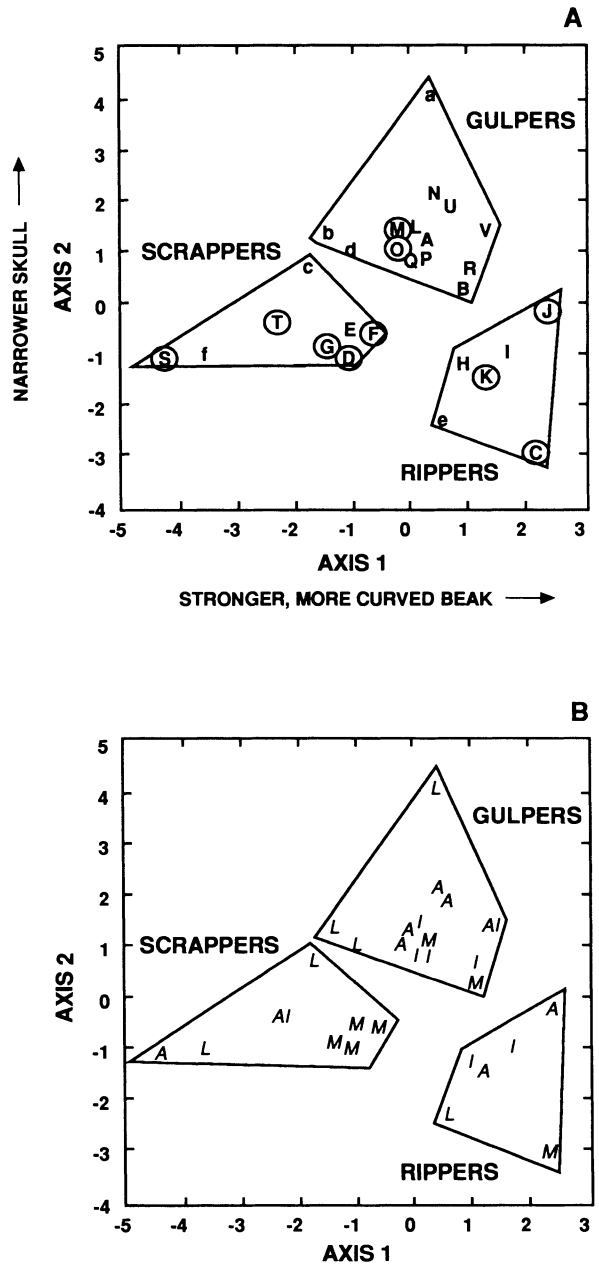 A
5
4
3
2
1
0
-1
-2
-3
-4
-5 -4 -3 -2 -1 0 1 2 3
NARROWER SKULL
AXIS 2
a
GULPERS
N
U
M L
V
b
A
d O
Q P
SCRAPPERS
R
c
B
J
T
E F
G
I
S f
D
H
K
e
C
RIPPERS
AXIS 1
STRONGER, MORE CURVED BEAK
B
5
4
3
2
1
0
-1
-2
-3
-4
-5 -4 -3 -2 -1 0 1 2 3
AXIS 2
L
GULPERS
A
A
L
I
AI
A
M
L A
I I
SCRAPPERS
I
L
M
A
AI
M M
M M
I
A L
I A
L
M
RIPPERS
AXIS 1